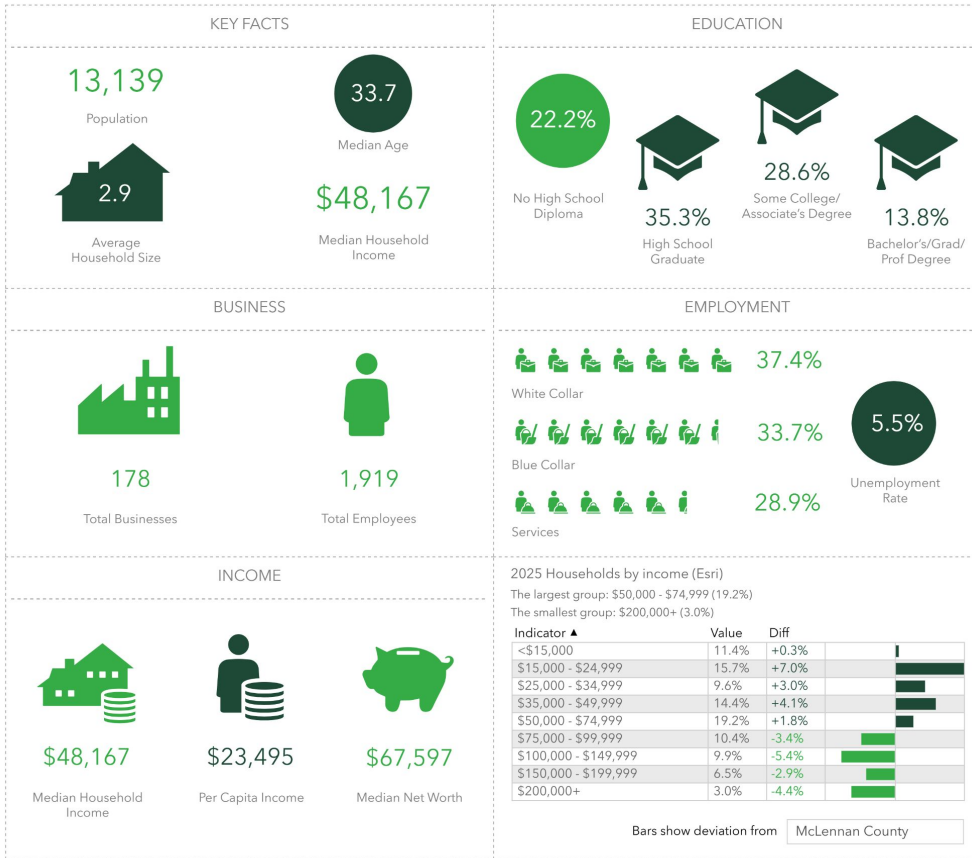 KEY FACTS
13,139
Population
33.7
Median Age
2.9
Average
Household Size
$48,167
Median Household
Income
EDUCATION
22.2%
No High School
Diploma
35.3%
High School
Graduate
28.6%
Some College/
Associate's Degree
13.8%
Bachelor's/Grad/
Prof Degree
BUSINESS
178
Total Businesses
1,919
Total Employees
EMPLOYMENT
37.4%
White Collar
33.7%
Blue Collar
28.9%
Services
5.5%
Unemployment
Rate
INCOME
$48,167
Median Household
Income
$23,495
Per Capita Income
$67,597
Median Net Worth
2025 Households by income (Esri)
The largest group: $50,000 - $74,999 (19.2%)
The smallest group: $200,000+ (3.0%)
Indicator ▲ Value Diff
<$15,000 11.4% +0.3%
$15,000 - $24,999 15.7% +7.0%
$25,000 - $34,999 9.6% +3.0%
$35,000 - $49,999 14.4% +4.1%
$50,000 - $74,999 19.2% +1.8%
$75,000 - $99,999 10.4% -3.4%
$100,000 - $149,999 9.9% -5.4%
$150,000 - $199,999 6.5% -2.9%
$200,000+ 3.0% -4.4%
Bars show deviation from McLennan County